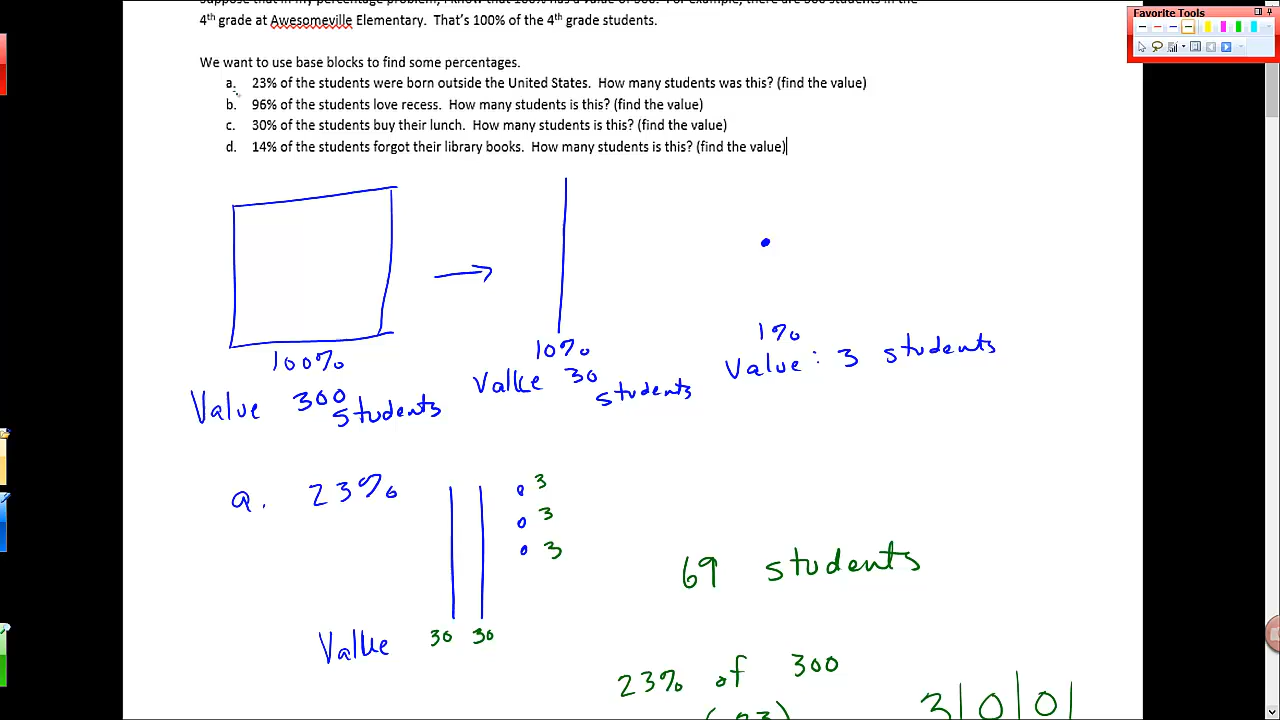 Favorite Tools
4th grade at Awesomeville Elementary. That's 100% of the 4th grade students.
We want to use base blocks to find some percentages.
a. 23% of the students were born outside the United States. How many students was this? (find the value)
b. 96% of the students love recess. How many students is this? (find the value)
c. 30% of the students buy their lunch. How many students is this? (find the value)
d. 14% of the students forgot their library books. How many students is this? (find the value)
100%
Value 300 students
10%
Value 30 students
1%
Value: 3 students
a. 23%
3
3
3
69 students
Value 30 30
23% of 300
3|0|0|